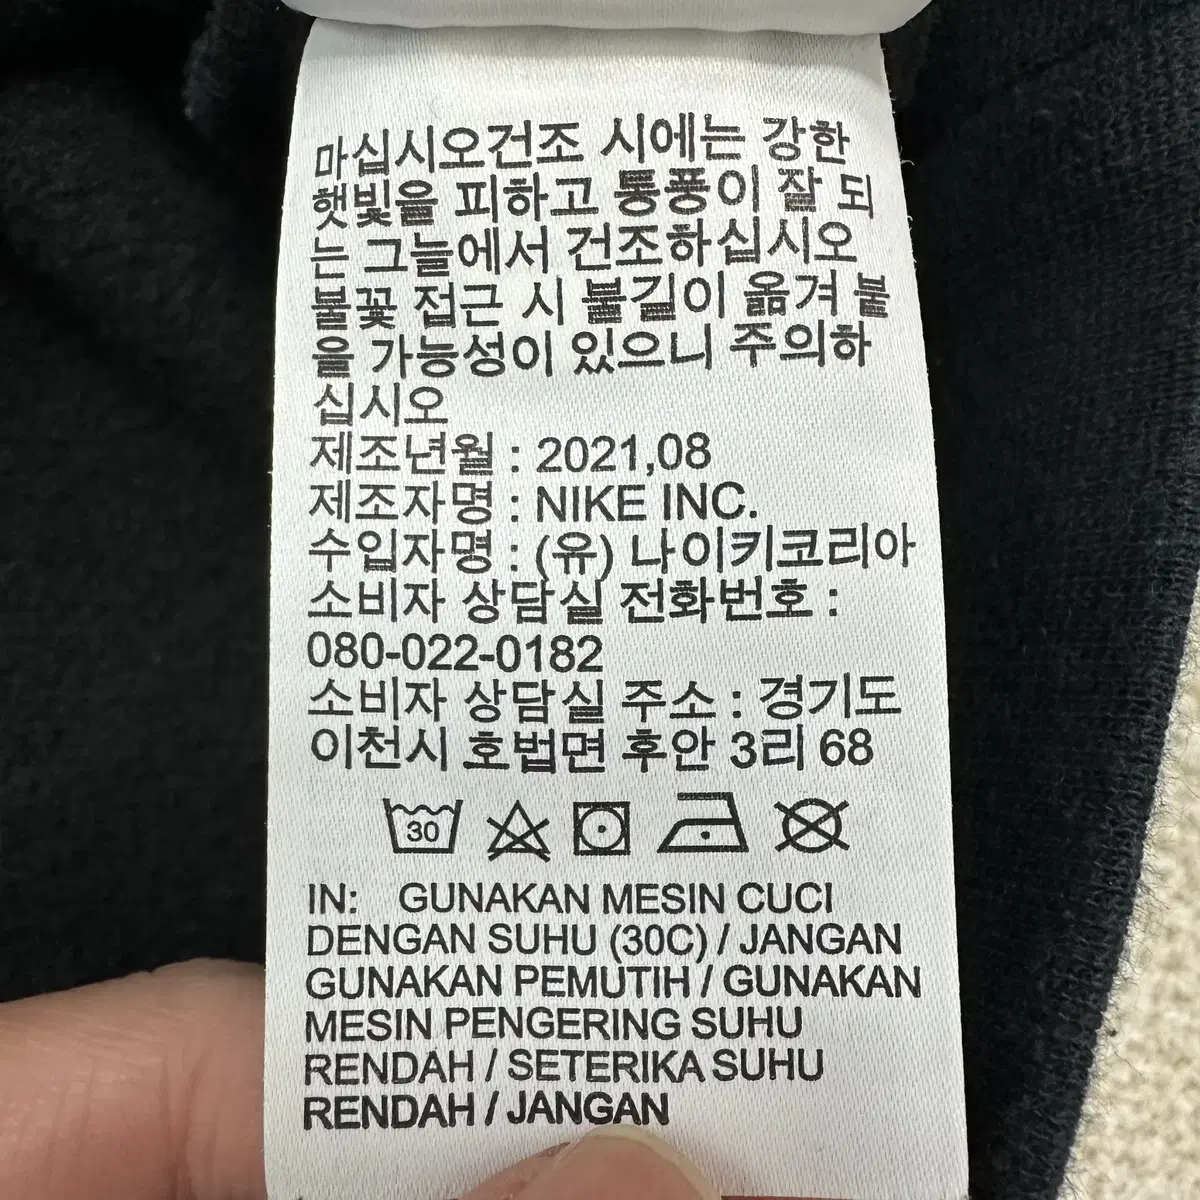 마십시오건조 시에는 강한
햇빛을 피하고 통풍이 잘 되
는 그늘에서 건조하십시오
불꽃 접근 시 불길이 옮겨 붙
을 가능성이 있으니 주의하
십시오
제조년월 : 2021,08
제조자명 : NIKE INC.
수입자명 : (유) 나이키코리아
소비자 상담실 전화번호 :
080-022-0182
소비자 상담실 주소 : 경기도
이천시 호법면 후안 3리 68
30
IN: GUNAKAN MESIN CUCI
DENGAN SUHU (30C) / JANGAN
GUNAKAN PEMUTIH / GUNAKAN
MESIN PENGERING SUHU
RENDAH / SETERIKA SUHU
RENDAH / JANGAN